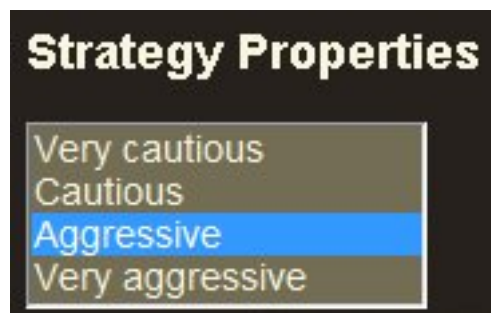 Strategy Properties
Very cautious
Cautious
Aggressive
Very aggressive